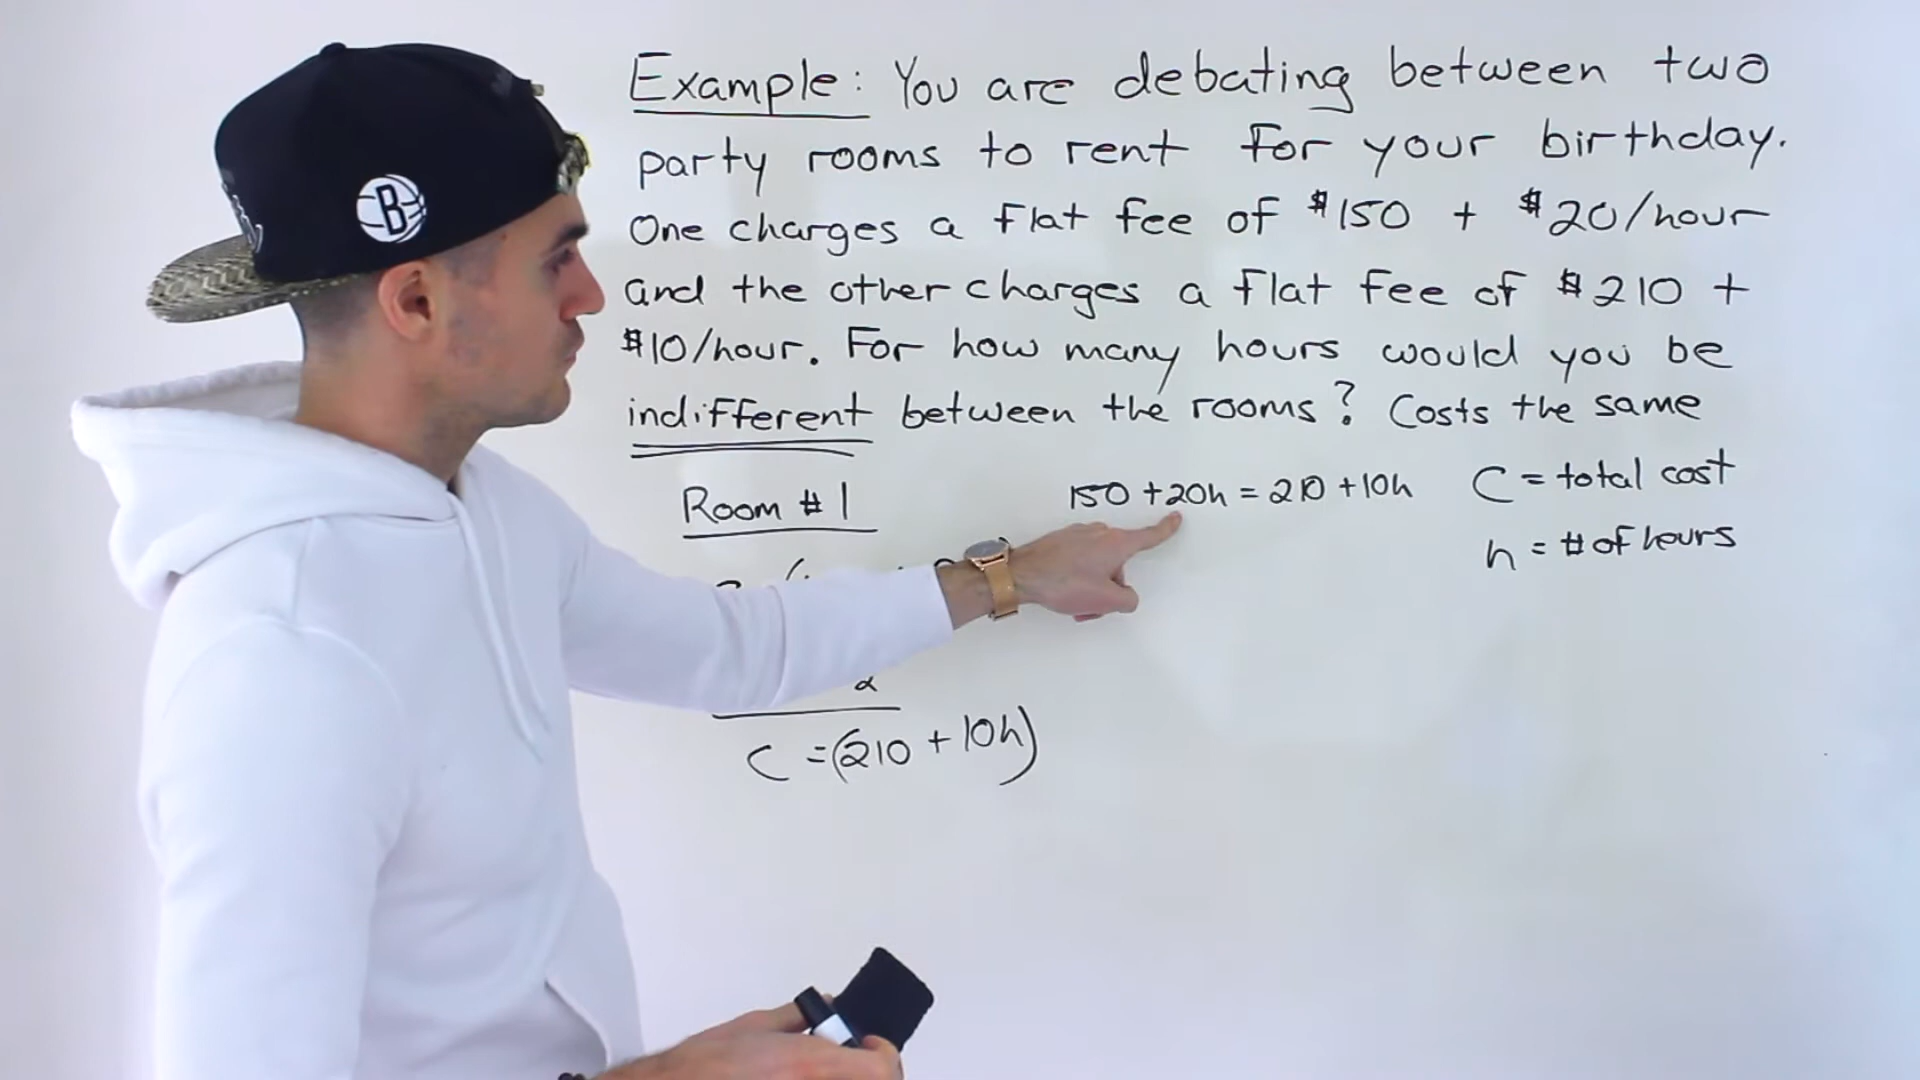 Example: You are debating between two
party rooms to rent for your birthday.
One charges a flat fee of $150 + $20/hour
and the other charges a flat fee of $210 +
$10/hour. For how many hours would you be
indifferent between the rooms? Costs the same
Room #1
150 + 20h = 210 + 10h
C = total cost
h = # of hours
C = (210 + 10h)
B